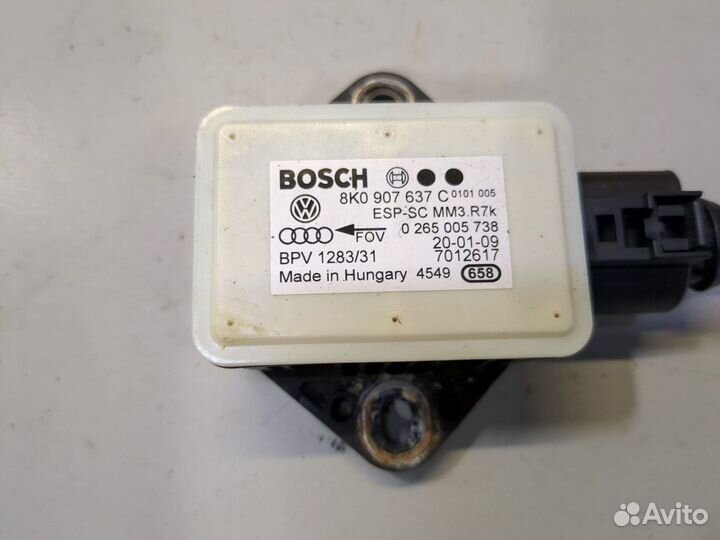 BOSCH
8K0 907 637 C 0101 005
ESP-SC MM3.R7k
FOV 0 265 005 738
20-01-09
BPV 1283/31 7012617
Made in Hungary 4549 658
Avito